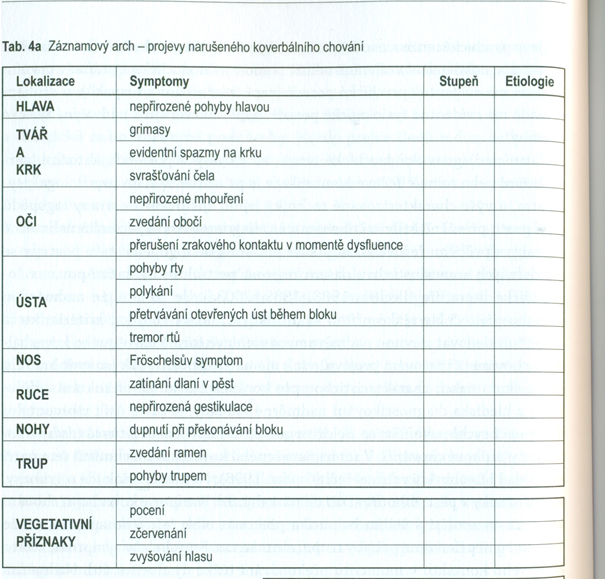 Tab. 4a Záznamový arch – projevy narušeného koverbálního chování
Lokalizace Symptomy Stupeň Etiologie
HLAVA nepřirozené pohyby hlavou
TVÁŘ grimasy
A evidentní spazmy na krku
KRK svrašťování čela
nepřirozené mhouření
OČI zvedání obočí
přerušení zrakového kontaktu v momentě dysfluence
pohyby rty
polykání
ÚSTA přetrvávání otevřených úst během bloku
tremor rtů
NOS Fröschelsův symptom
RUCE zatínání dlaní v pěst
nepřirozená gestikulace
NOHY dupnutí při překonávání bloku
TRUP zvedání ramen
pohyby trupem
VEGETATIVNÍ pocení
PŘÍZNAKY zčervenání
zvyšování hlasu